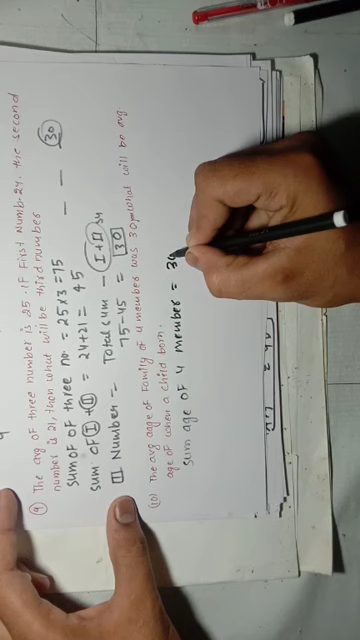 (9) The avg of three number is 25. If First Numb-24, the second
number is 21, then what will be third number
sum of of three no. = 25×3=75 — — (30)
sum of I+II = 24+21 = 45
III Number - Total sum - I+II
75-45 = 30
(10) The avg age of Family of 4 member was 30 what will be avg
age of when a child born.
sum age of 4 member = 30